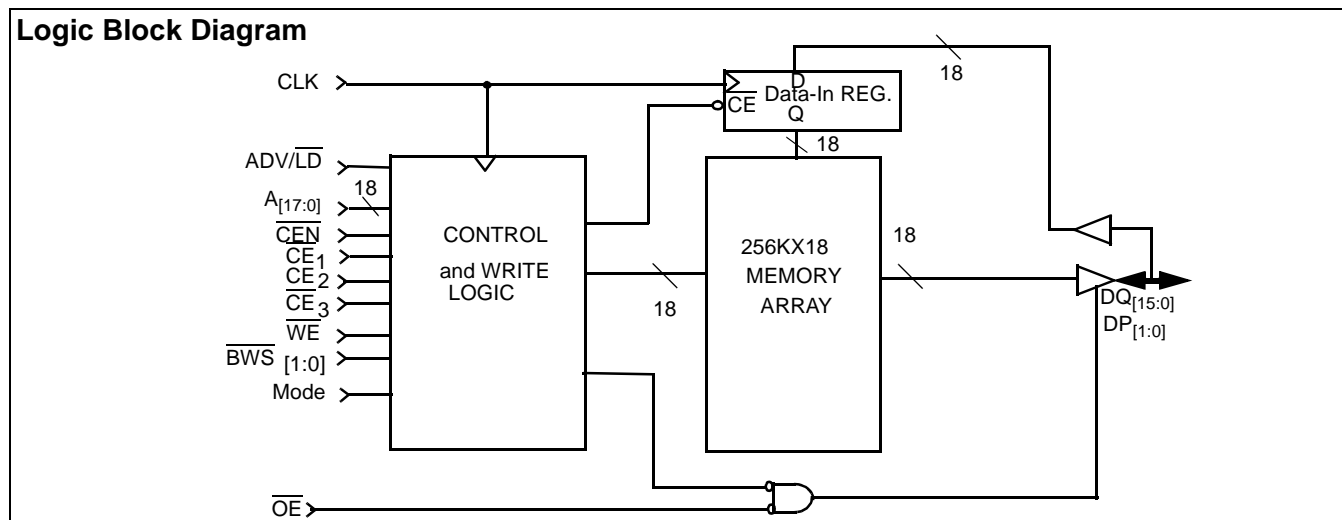 Logic Block Diagram
CLK
D
CE Data-In REG.
Q
18
18
ADV/LD
A[17:0]
18
CEN
CE1
CE2
CE3
WE
BWS [1:0]
Mode
CONTROL
and WRITE
LOGIC
18
256KX18
MEMORY
ARRAY
18
DQ[15:0]
DP[1:0]
OE